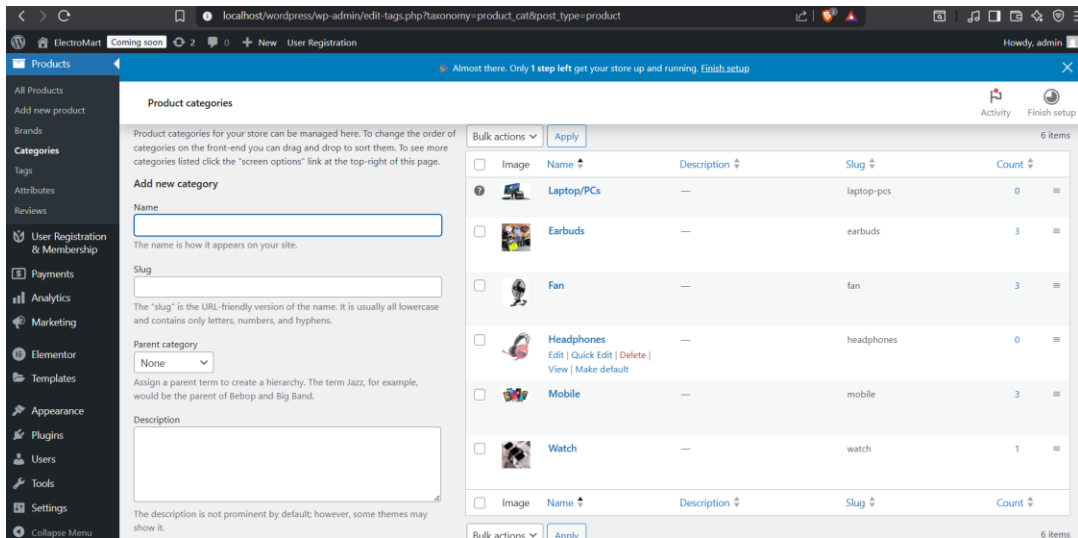 localhost/wordpress/wp-admin/edit-tags.php?taxonomy=product_cat&post_type=product
ElectroMart Coming soon 2 0 + New User Registration Howdy, admin
Products
All Products
Add new product
Brands
Categories
Tags
Attributes
Reviews
User Registration
& Membership
Payments
Analytics
Marketing
Elementor
Templates
Appearance
Plugins
Users
Tools
Settings
Collapse Menu
Almost there. Only 1 step left get your store up and running. Finish setup
Product categories
Activity
Finish setup
Product categories for your store can be managed here. To change the order of
categories on the front-end you can drag and drop to sort them. To see more
categories listed click the "screen options" link at the top-right of this page.
Add new category
Name
The name is how it appears on your site.
Slug
The "slug" is the URL-friendly version of the name. It is usually all lowercase
and contains only letters, numbers, and hyphens.
Parent category
None
Assign a parent term to create a hierarchy. The term Jazz, for example,
would be the parent of Bebop and Big Band.
Description
The description is not prominent by default; however, some themes may
show it.
Bulk actions Apply 6 items
Image Name Description Slug Count
Laptop/PCs — laptop-pcs 0
Earbuds — earbuds 3
Fan — fan 3
Headphones — headphones 0
Edit | Quick Edit | Delete |
View | Make default
Mobile — mobile 3
Watch — watch 1
Image Name Description Slug Count
Bulk actions Apply 6 items